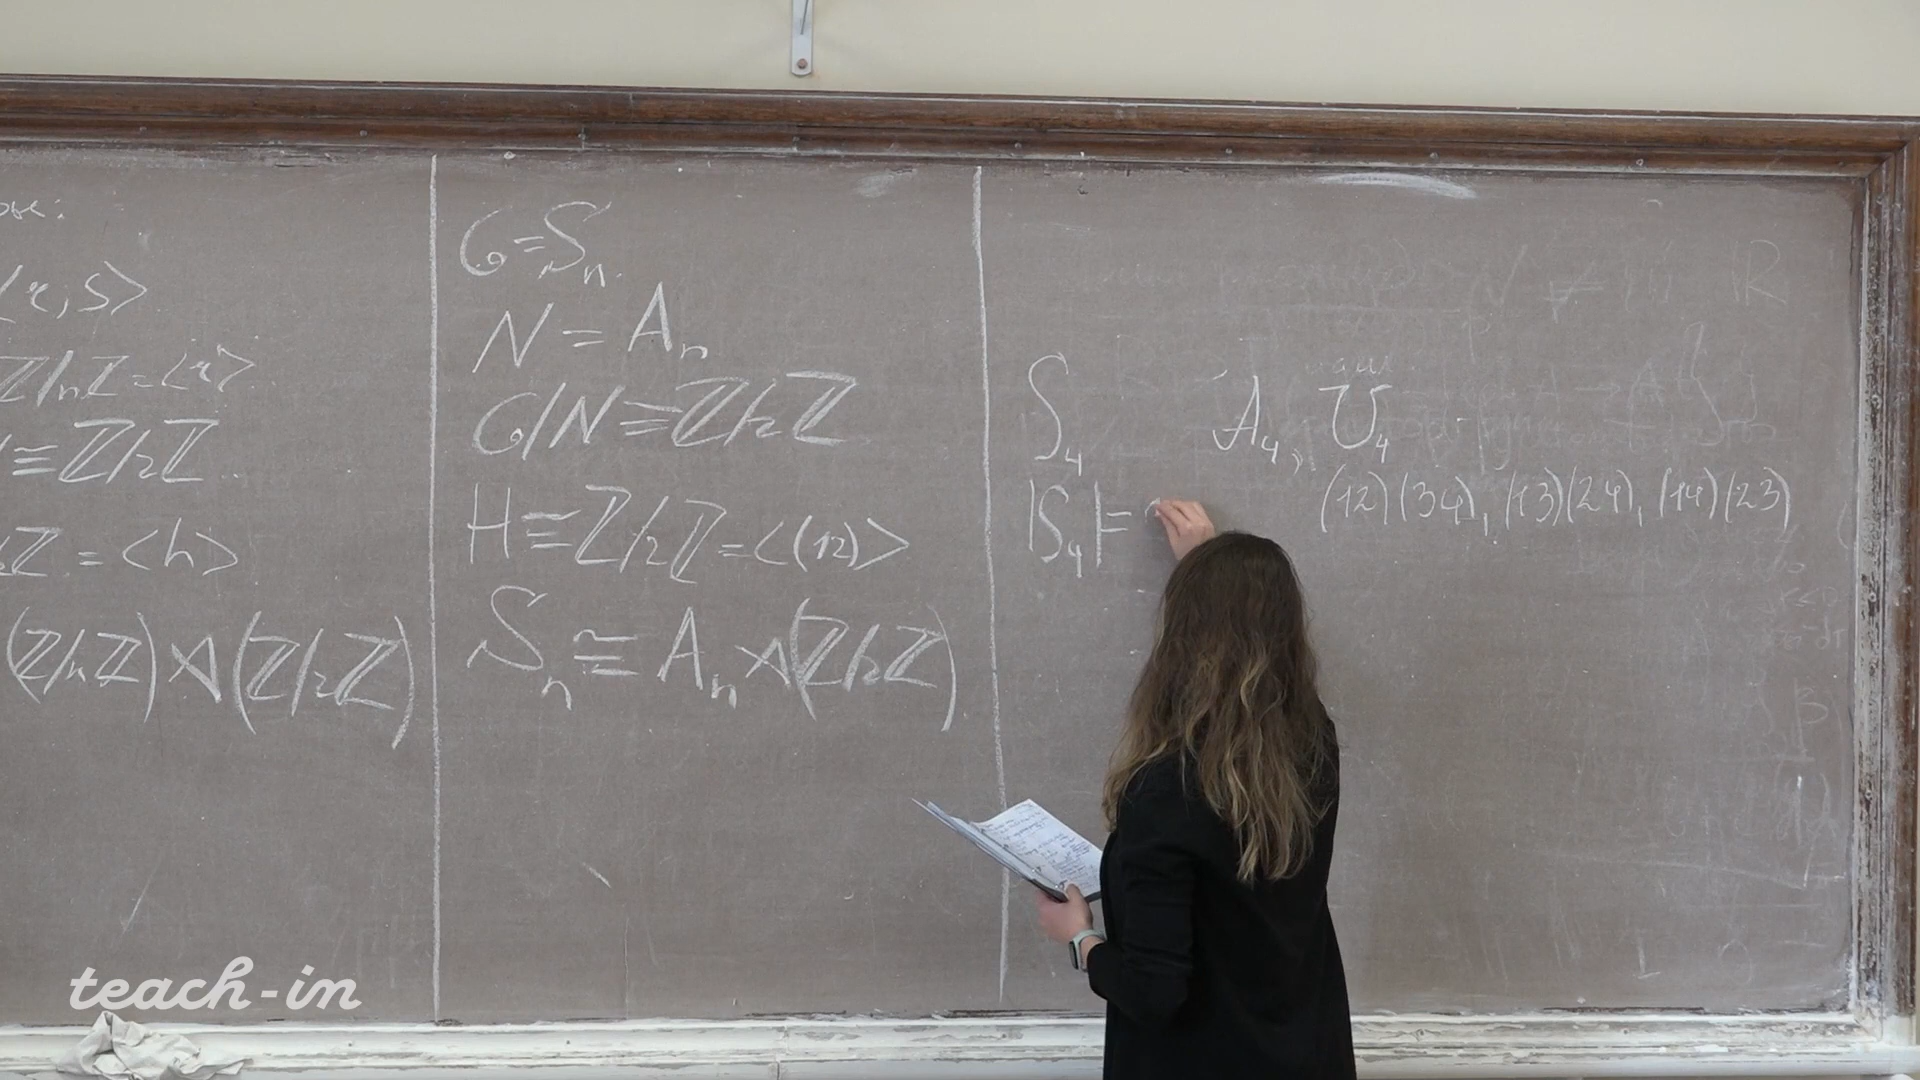 ⟨r, s⟩
ℤ/nℤ = ⟨r⟩
≅ ℤ/2ℤ
ℤ = ⟨h⟩
(ℤ/nℤ) ⋊ (ℤ/2ℤ)
G = Sₙ
N = Aₙ
G/N ≅ ℤ/2ℤ
H ≅ ℤ/2ℤ = ⟨(12)⟩
Sₙ ≅ Aₙ ⋊ (ℤ/2ℤ)
S₄ A₄, V₄
|S₄| = (12)(34), (13)(24), (14)(23)
teach-in